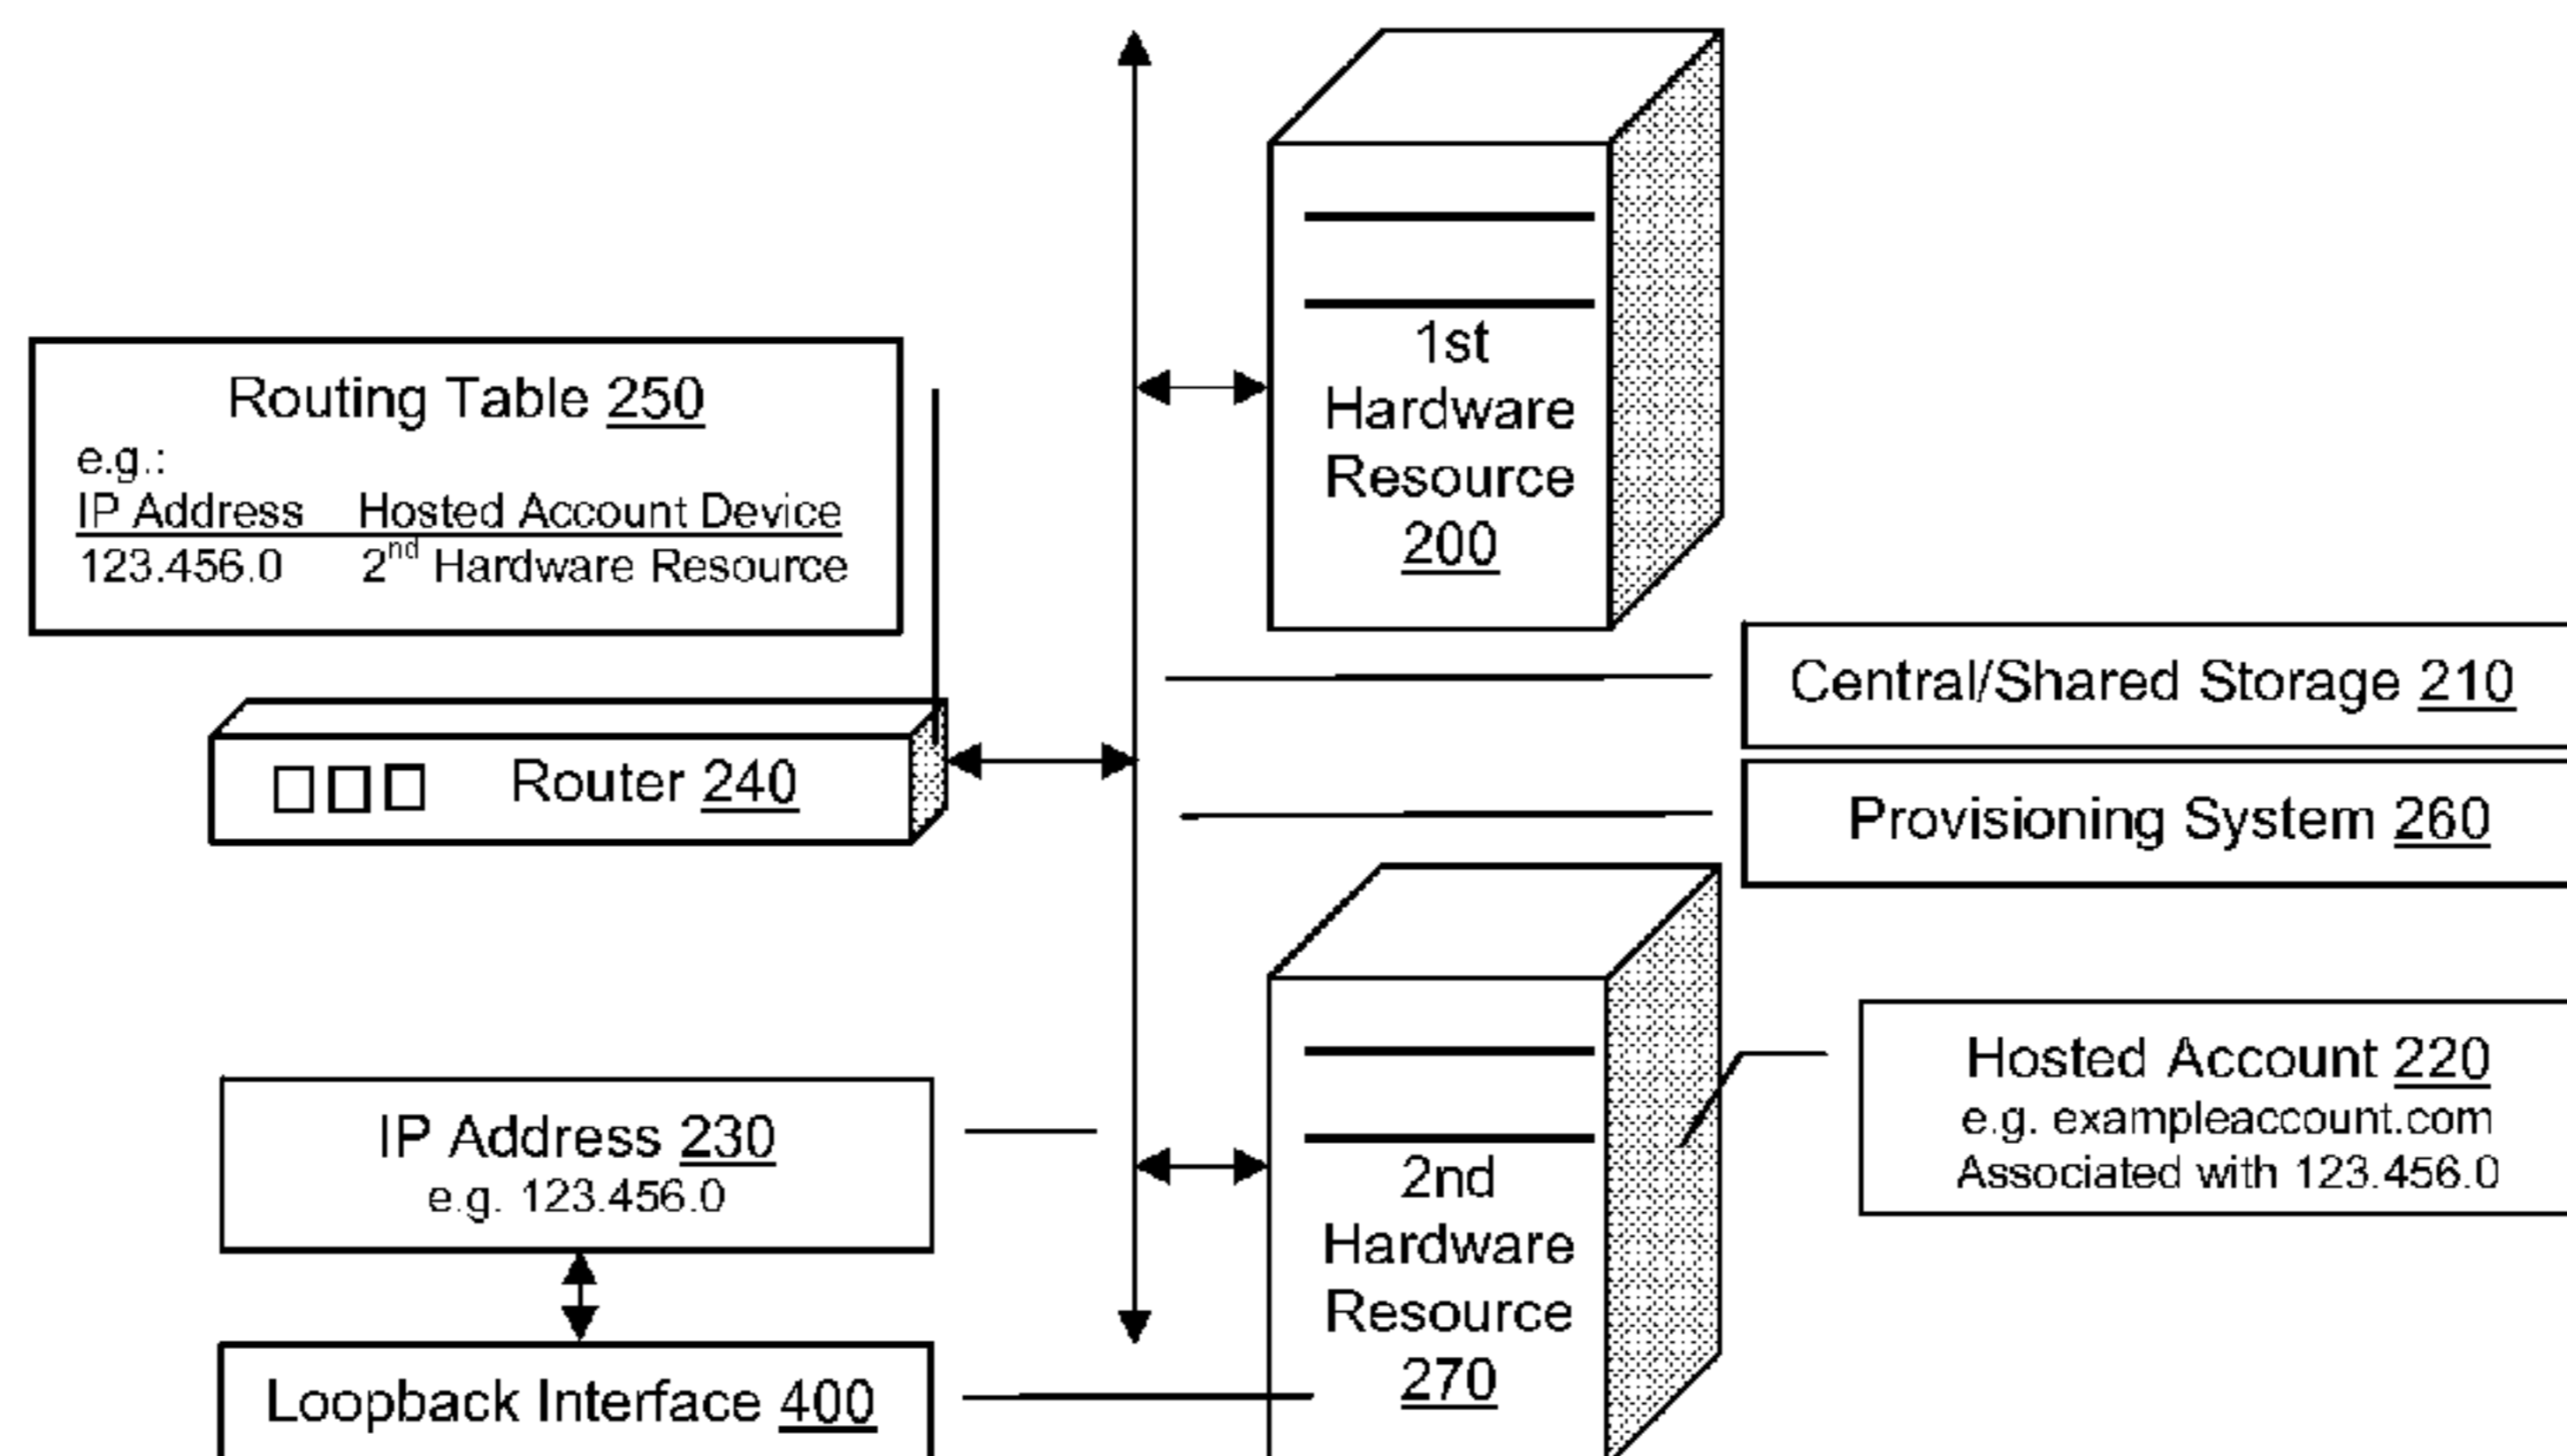 1st
Hardware
Resource
200
Routing Table 250
e.g.:
IP Address Hosted Account Device
123.456.0 2nd Hardware Resource
Central/Shared Storage 210
Router 240
Provisioning System 260
Hosted Account 220
e.g. exampleaccount.com
Associated with 123.456.0
IP Address 230
e.g. 123.456.0
2nd
Hardware
Resource
270
Loopback Interface 400